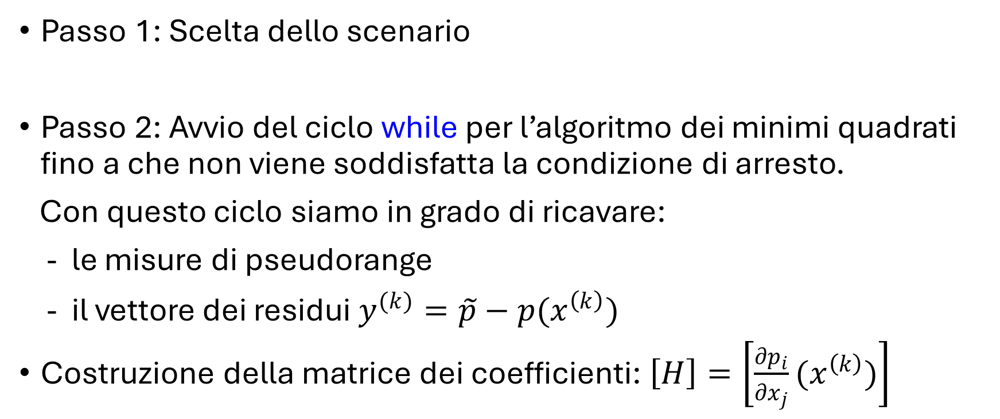 • Passo 1: Scelta dello scenario
• Passo 2: Avvio del ciclo while per l’algoritmo dei minimi quadrati
fino a che non viene soddisfatta la condizione di arresto.
Con questo ciclo siamo in grado di ricavare:
- le misure di pseudorange
- il vettore dei residui $y^{(k)} = \tilde{p} - p(x^{(k)})$
• Costruzione della matrice dei coefficienti: $[H] = \left[\frac{\partial p_i}{\partial x_j}(x^{(k)})\right]$